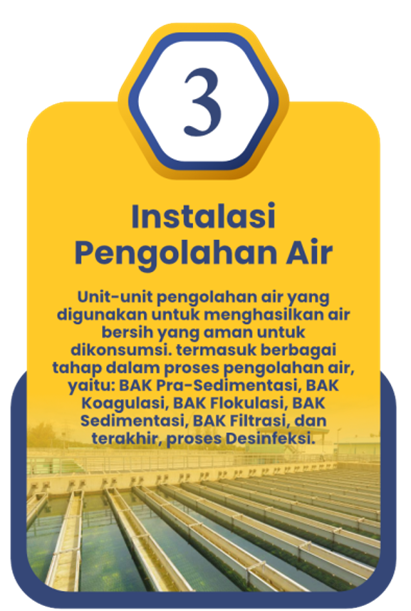 3
Instalasi
Pengolahan Air
Unit-unit pengolahan air yang
digunakan untuk menghasilkan air
bersih yang aman untuk
dikonsumsi. termasuk berbagai
tahap dalam proses pengolahan air,
yaitu: BAK Pra-Sedimentasi, BAK
Koagulasi, BAK Flokulasi, BAK
Sedimentasi, BAK Filtrasi, dan
terakhir, proses Desinfeksi.